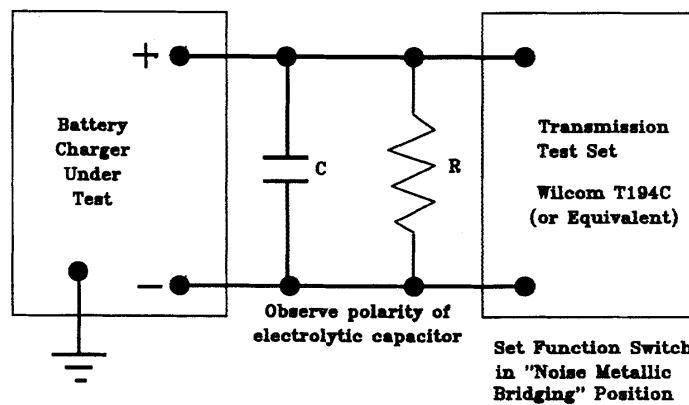 +
Battery
Charger
Under
Test
−
C
R
Transmission
Test Set
Wilcom T194C
(or Equivalent)
Observe polarity of
electrolytic capacitor
Set Function Switch
in "Noise Metallic
Bridging" Position